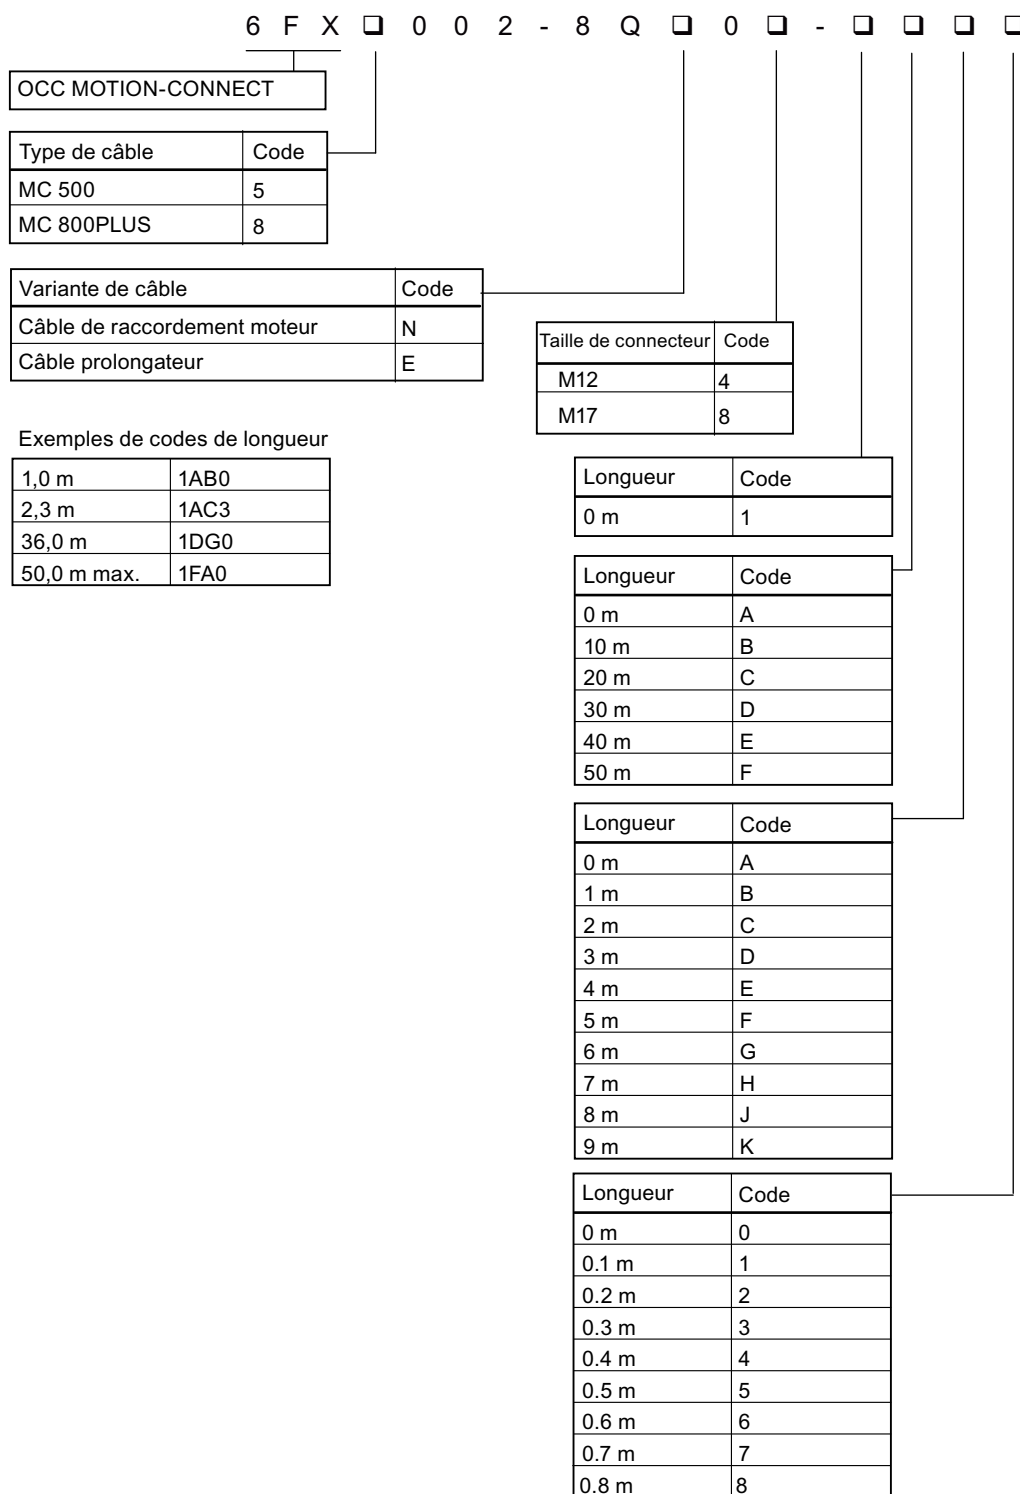 6 F X ❑ 0 0 2 - 8 Q ❑ 0 ❑ - ❑ ❑ ❑ ❑
OCC MOTION-CONNECT
Type de câble Code
MC 500 5
MC 800PLUS 8
Variante de câble Code
Câble de raccordement moteur N
Câble prolongateur E
Taille de connecteur Code
M12 4
M17 8
Exemples de codes de longueur
1,0 m 1AB0
2,3 m 1AC3
36,0 m 1DG0
50,0 m max. 1FA0
Longueur Code
0 m 1
Longueur Code
0 m A
10 m B
20 m C
30 m D
40 m E
50 m F
Longueur Code
0 m A
1 m B
2 m C
3 m D
4 m E
5 m F
6 m G
7 m H
8 m J
9 m K
Longueur Code
0 m 0
0.1 m 1
0.2 m 2
0.3 m 3
0.4 m 4
0.5 m 5
0.6 m 6
0.7 m 7
0.8 m 8